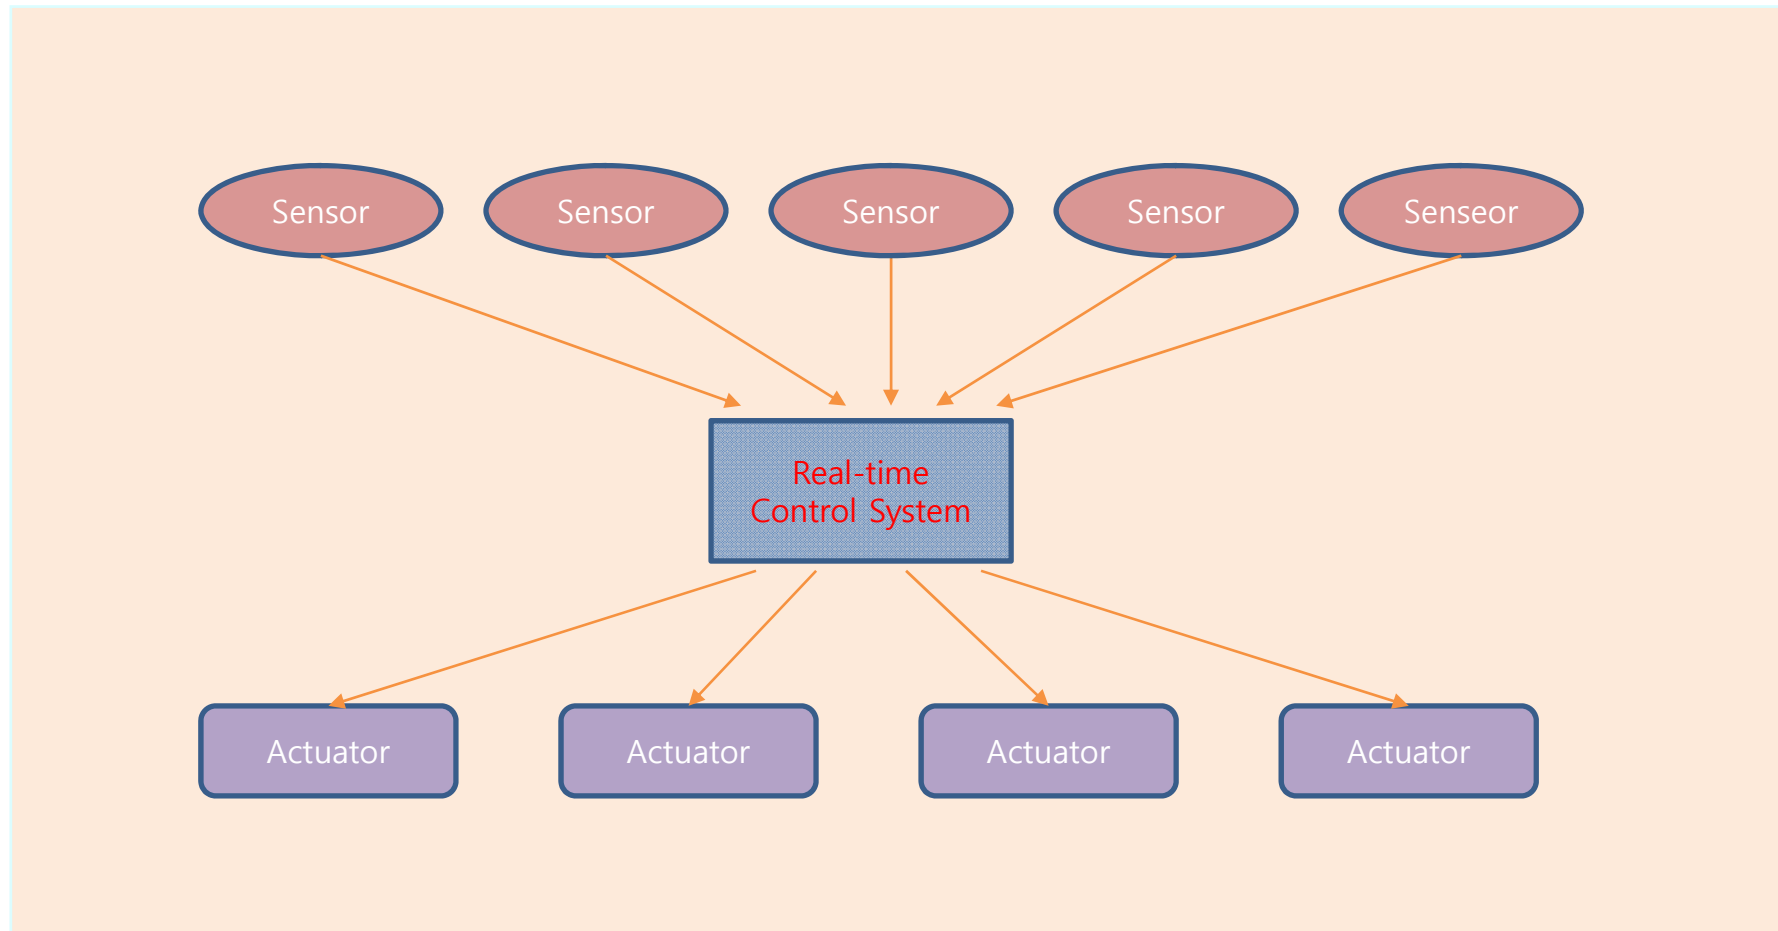 Sensor
Sensor
Sensor
Sensor
Senseor
Real-time
Control System
Actuator
Actuator
Actuator
Actuator